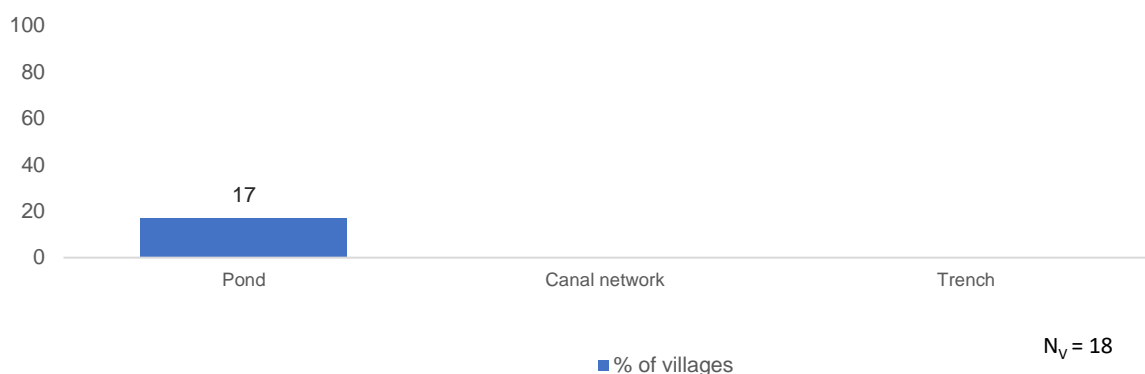 100
80
60
40
20
0
17
Pond Canal network Trench
N_V = 18
% of villages